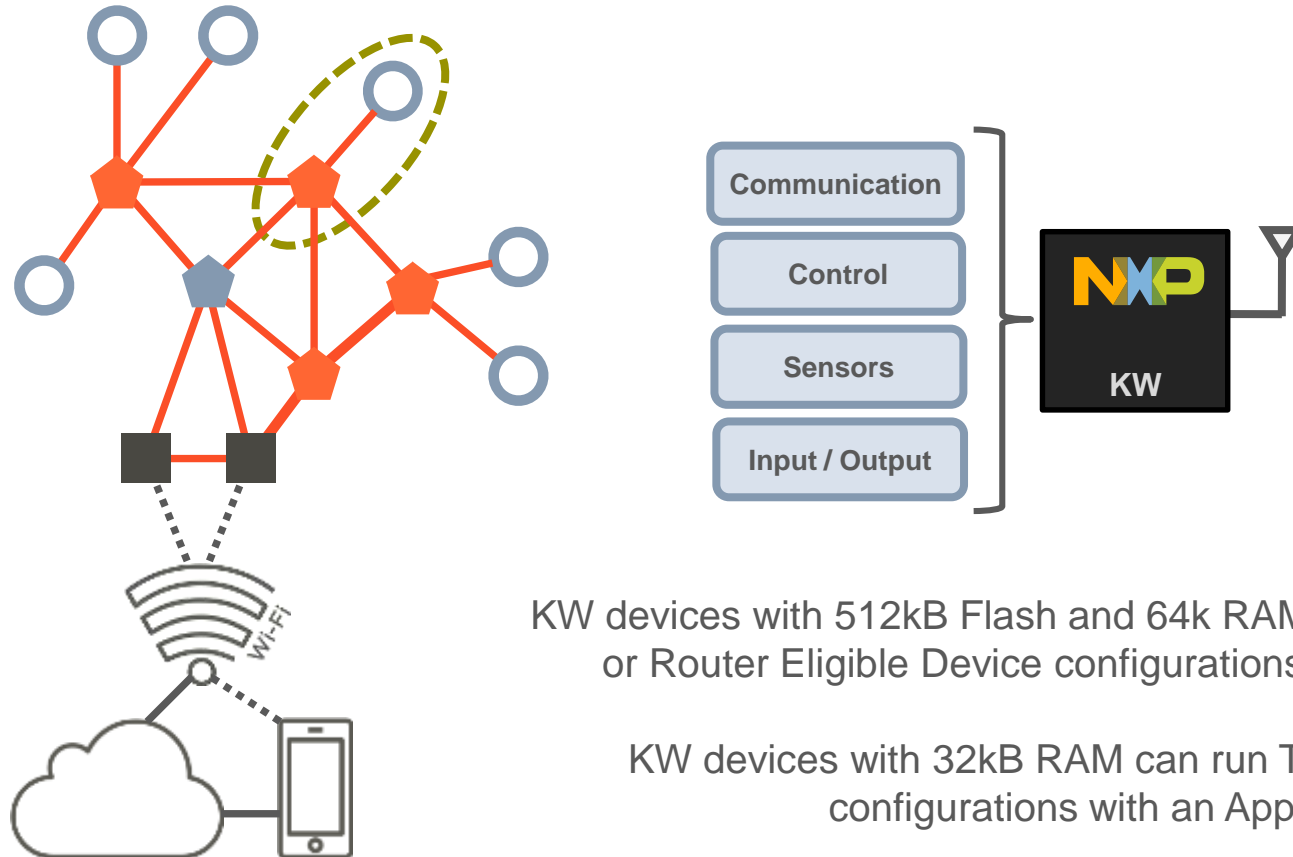 Communication
Control
Sensors
Input / Output
NXP
KW
Wi-Fi
KW devices with 512kB Flash and 64k RAM
or Router Eligible Device configurations
KW devices with 32kB RAM can run T
configurations with an App